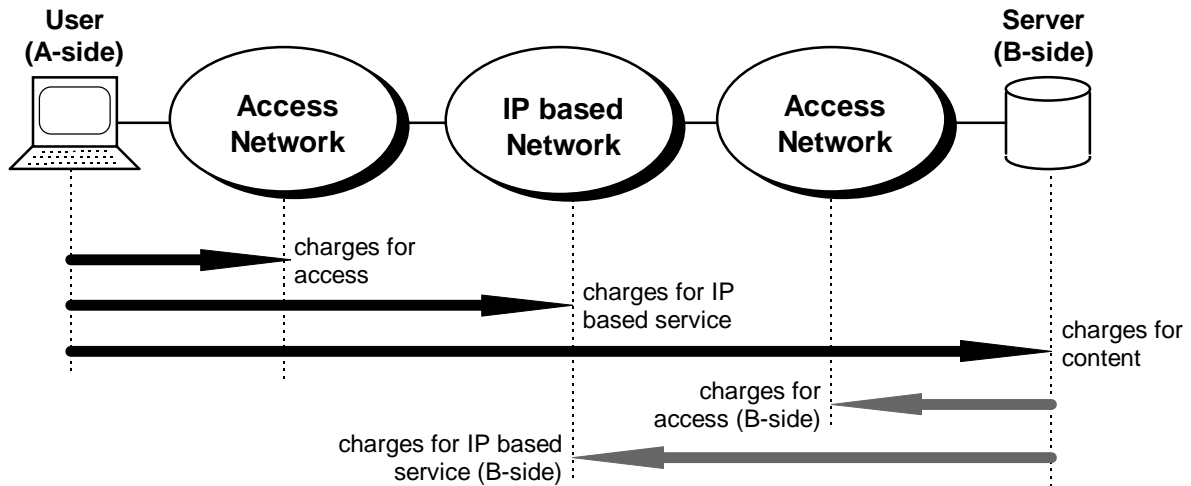 User
(A-side)
Server
(B-side)
Access
Network
IP based
Network
Access
Network
charges for
access
charges for IP
based service
charges for
content
charges for
access (B-side)
charges for IP based
service (B-side)